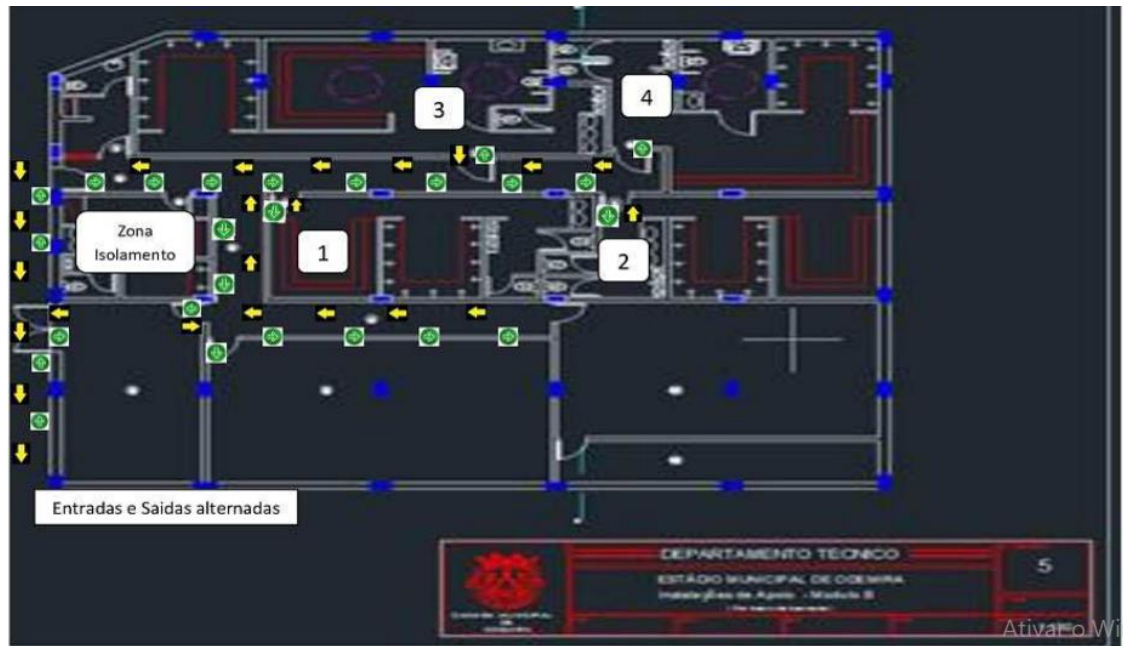 3
4
Zona
Isolamento
1
2
Entradas e Saidas alternadas
DEPARTAMENTO TECNICO
5
ESTÁDIO MUNICIPAL DE ODEMIRA
Instalações de Apoio - Modulo B
Ativar o Wi